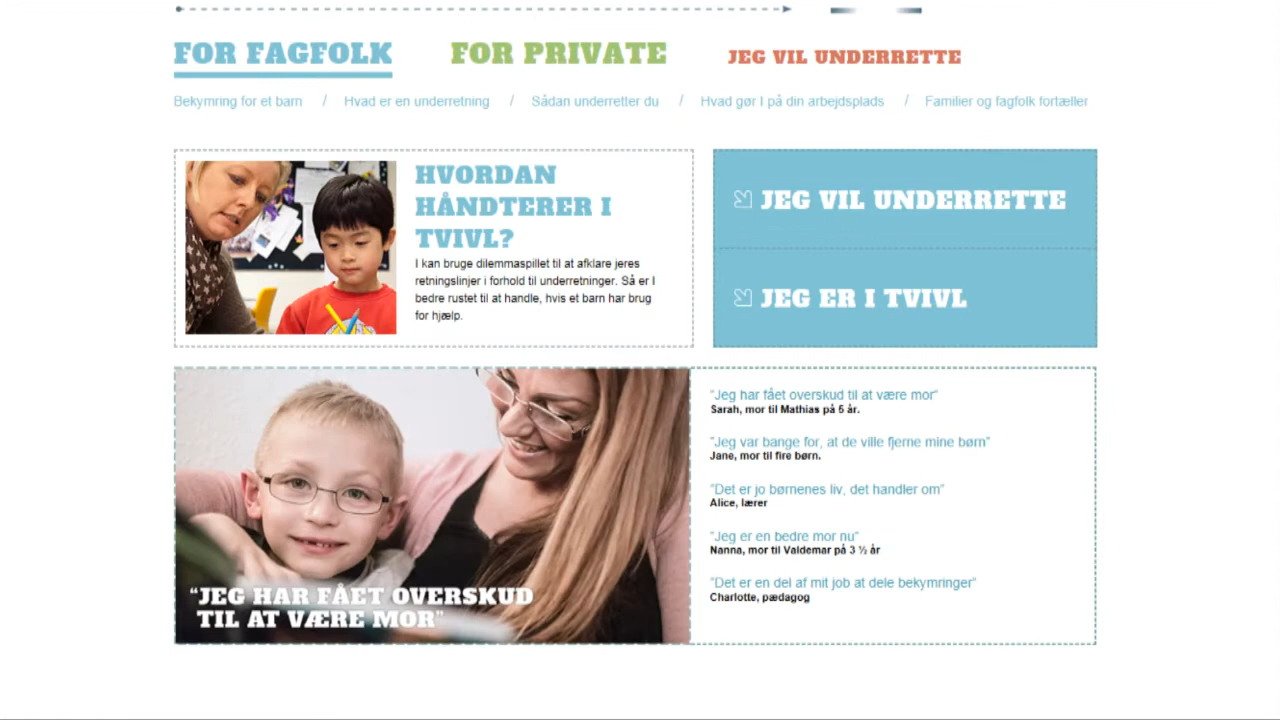 FOR FAGFOLK FOR PRIVATE JEG VIL UNDERRETTE
Bekymring for et barn / Hvad er en underretning / Sådan underretter du / Hvad gør I på din arbejdsplads / Familier og fagfolk fortæller
HVORDAN
HÅNDTERER I
TVIVL?
I kan bruge dilemmaspillet til at afklare jeres
retningslinjer i forhold til underretninger. Så er I
bedre rustet til at handle, hvis et barn har brug
for hjælp.
JEG VIL UNDERRETTE
JEG ER I TVIVL
“JEG HAR FÅET OVERSKUD
TIL AT VÆRE MOR”
"Jeg har fået overskud til at være mor"
Sarah, mor til Mathias på 5 år.
"Jeg var bange for, at de ville fjerne mine børn"
Jane, mor til fire børn.
"Det er jo børnenes liv, det handler om"
Alice, lærer
"Jeg er en bedre mor nu"
Nanna, mor til Valdemar på 3 ½ år
"Det er en del af mit job at dele bekymringer"
Charlotte, pædagog